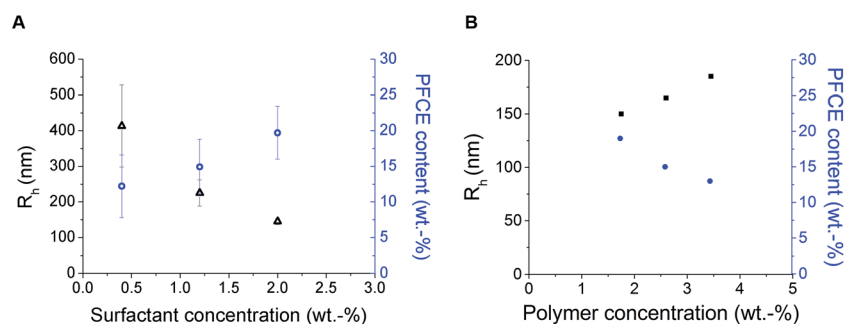 A
600
500
400
300
200
100
0
R_h (nm)
0.0 0.5 1.0 1.5 2.0 2.5 3.0
Surfactant concentration (wt.-%)
30
25
20
15
10
5
0
PFCE content (wt.-%)
B
200
150
100
50
0
R_h (nm)
0 1 2 3 4 5
Polymer concentration (wt.-%)
30
25
20
15
10
5
0
PFCE content (wt.-%)